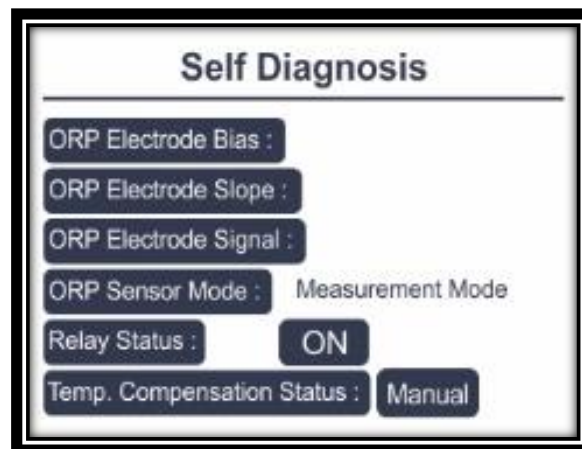 Self Diagnosis
ORP Electrode Bias :
ORP Electrode Slope :
ORP Electrode Signal :
ORP Sensor Mode : Measurement Mode
Relay Status : ON
Temp. Compensation Status : Manual